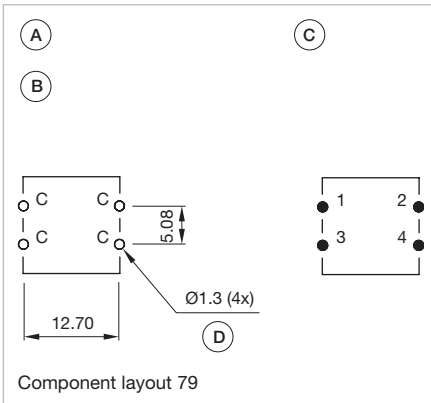 A
C
B
C C
C C
5.08
1 2
3 4
Ø1.3 (4x)
12.70
D
Component layout 79